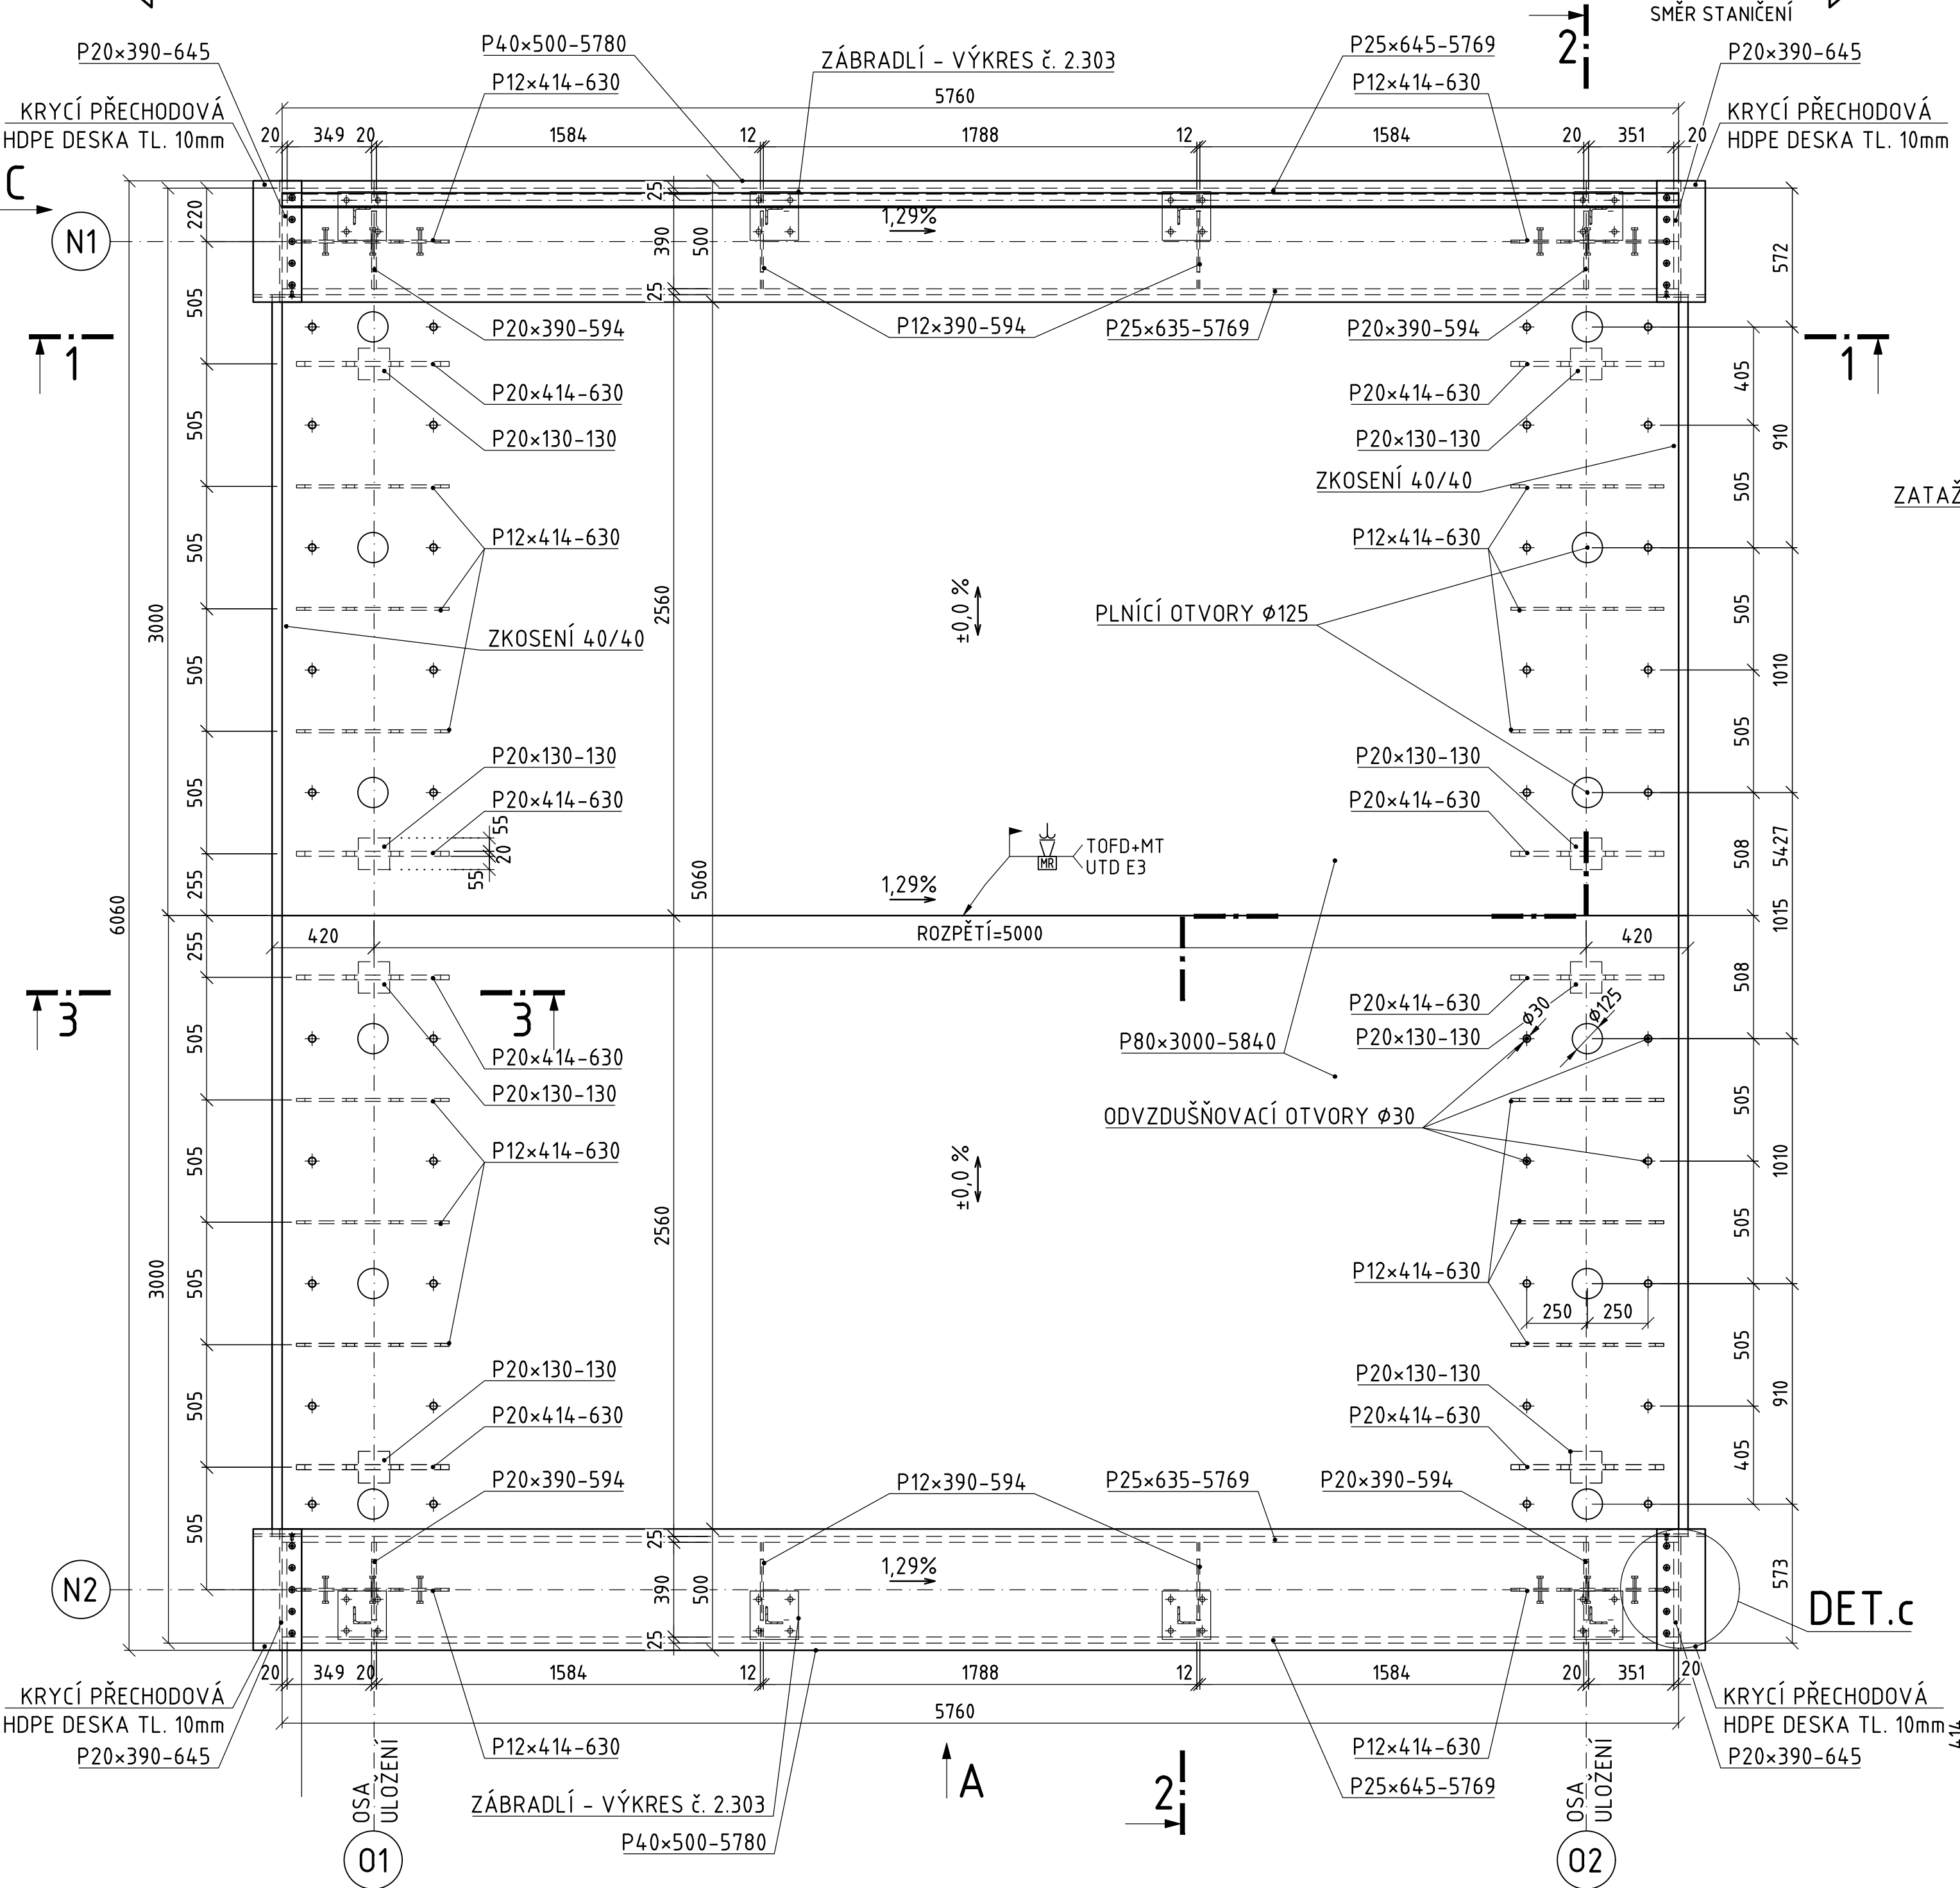 SMĚR STANIČENÍ
2
P20×390-645
P40×500-5780
ZÁBRADLÍ - VÝKRES č. 2.303
P25×645-5769
P20×390-645
P12×414-630
P12×414-630
KRYCÍ PŘECHODOVÁ
HDPE DESKA TL. 10mm
KRYCÍ PŘECHODOVÁ
HDPE DESKA TL. 10mm
5760
20 349 20 1584 12 1788 12 1584 20 351 20
C
N1
220
25
390
500
25
1,29%
572
505
P20×390-594
P12×390-594
P25×635-5769
P20×390-594
1
1
P20×414-630
P20×414-630
405
505
P20×130-130
P20×130-130
910
ZKOSENÍ 40/40
505
ZATAŽ
505
P12×414-630
P12×414-630
3000
2560
±0,0 %
PLNÍCÍ OTVORY Ø125
505
ZKOSENÍ 40/40
505
1010
505
P20×130-130
P20×130-130
505
P20×414-630
P20×414-630
55
20
55
TOFD+MT
UTD E3
MR
508
5427
255
6060
5060
1,29%
1015
420
ROZPĚTÍ=5000
420
255
508
3
3
P20×414-630
Ø30
Ø125
P80×3000-5840
P20×130-130
505
P20×414-630
P20×130-130
505
ODVZDUŠŇOVACÍ OTVORY Ø30
505
P12×414-630
1010
±0,0 %
2560
505
3000
505
P12×414-630
250 250
505
P20×130-130
P20×130-130
910
505
P20×414-630
P20×414-630
405
P20×390-594
P12×390-594
P25×635-5769
P20×390-594
505
25
390
500
25
1,29%
573
N2
DET.c
20 349 20 1584 12 1788 12 1584 20 351 20
KRYCÍ PŘECHODOVÁ
HDPE DESKA TL. 10mm
KRYCÍ PŘECHODOVÁ
HDPE DESKA TL. 10mm
414
5760
P20×390-645
P12×414-630
P12×414-630
P20×390-645
A
2
P25×645-5769
OSA
ULOŽENÍ
OSA
ULOŽENÍ
ZÁBRADLÍ - VÝKRES č. 2.303
P40×500-5780
O1
O2